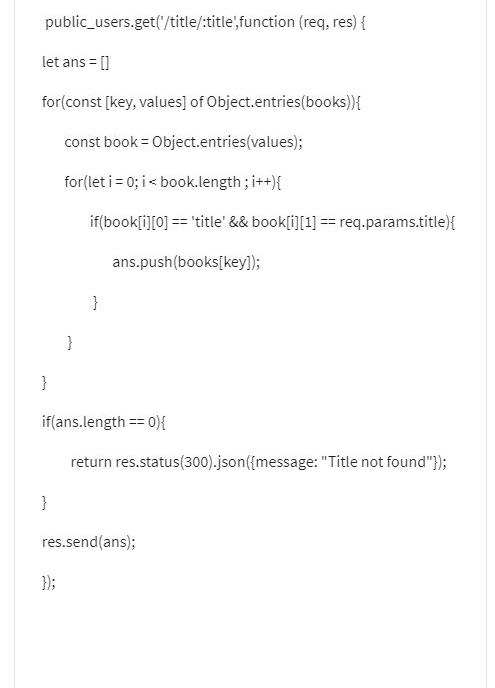 public_users.get('/title/:title',function (req, res) {
let ans = []
for(const [key, values] of Object.entries(books)){
const book = Object.entries(values);
for(let i = 0; i < book.length ; i++){
if(book[i][0] == 'title' && book[i][1] == req.params.title){
ans.push(books[key]);
}
}
}
if(ans.length == 0){
return res.status(300).json({message: "Title not found"});
}
res.send(ans);
});